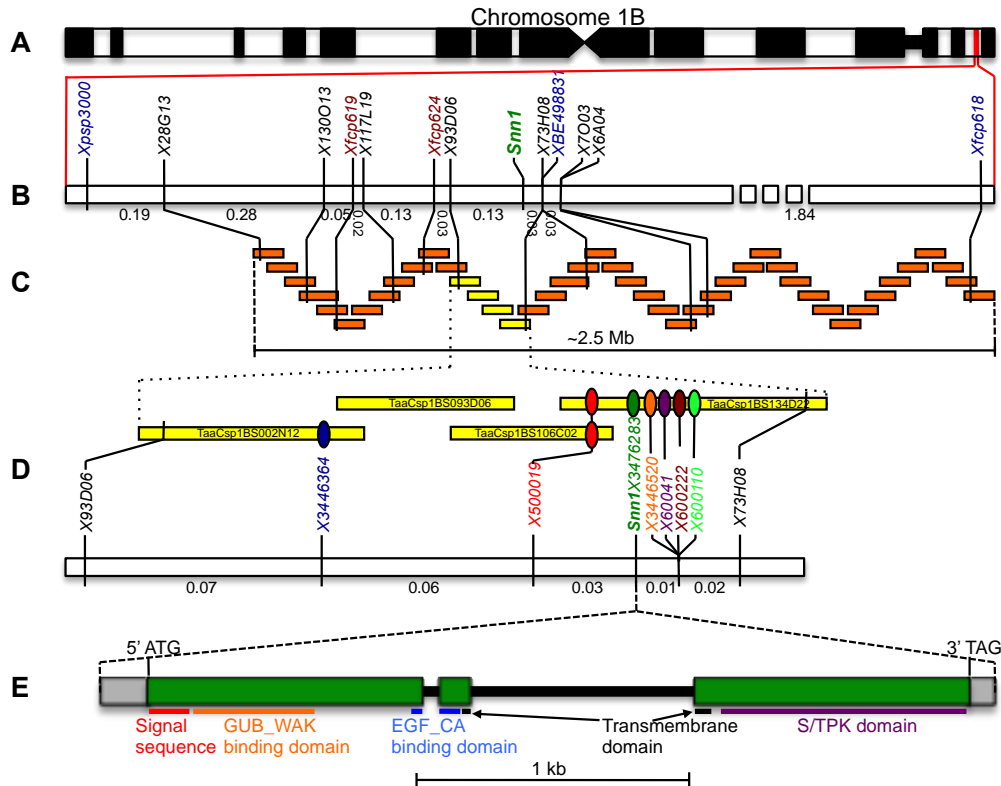 Chromosome 1B
A
Xpsp3000
X28G13
X130O13
Xfcp619
X117L19
Xfcp624
X93D06
Snn1
X73H08
XBE498831
X7O03
X6A04
Xfcp618
B
0.19
0.28
0.05
0.02
0.13
0.03
0.13
0.03
0.03
1.84
C
~2.5 Mb
TaaCsp1BS093D06
TaaCsp1BS134D22
TaaCsp1BS002N12
TaaCsp1BS106C02
D
X93D06
X3446364
X500019
Snn1X3476283
X3446520
X60041
X600222
X600110
X73H08
0.07
0.06
0.03
0.01
0.02
5' ATG
3' TAG
E
Signal
sequence
GUB_WAK
binding domain
EGF_CA
binding domain
Transmembrane
domain
S/TPK domain
1 kb